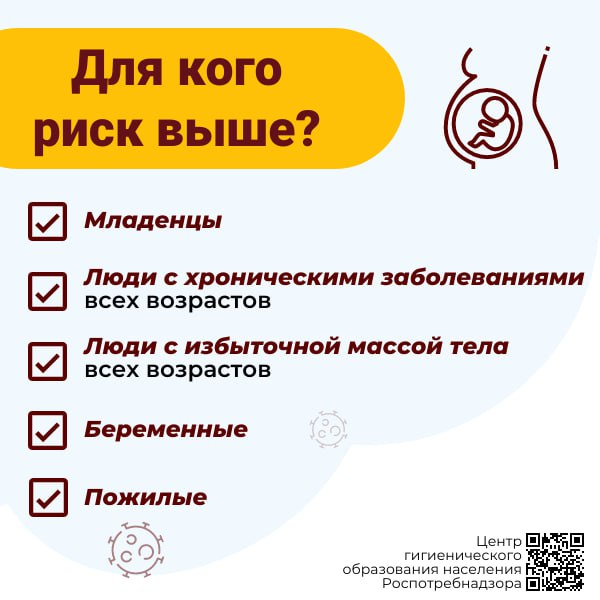 Для кого
риск выше?
Младенцы
Люди с хроническими заболеваниями
всех возрастов
Люди с избыточной массой тела
всех возрастов
Беременные
Пожилые
Центр
гигиенического
образования населения
Роспотребнадзора